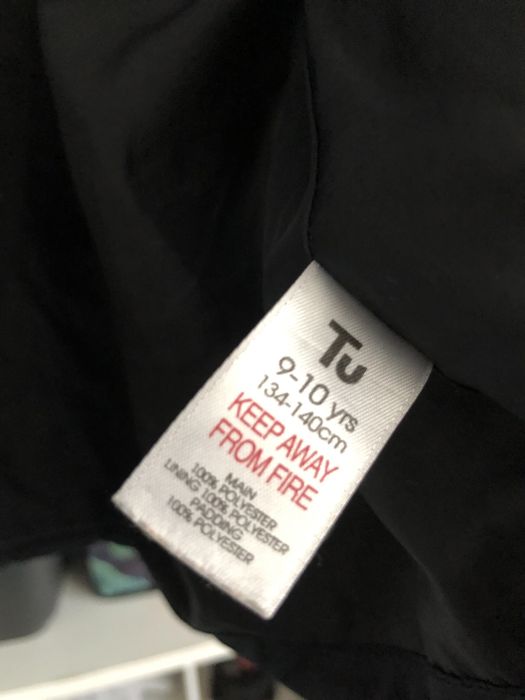 Tu
9-10 yrs
134-140cm
KEEP AWAY
FROM FIRE
MAIN
100% POLYESTER
LINING 100% POLYESTER
PADDING
100% POLYESTER